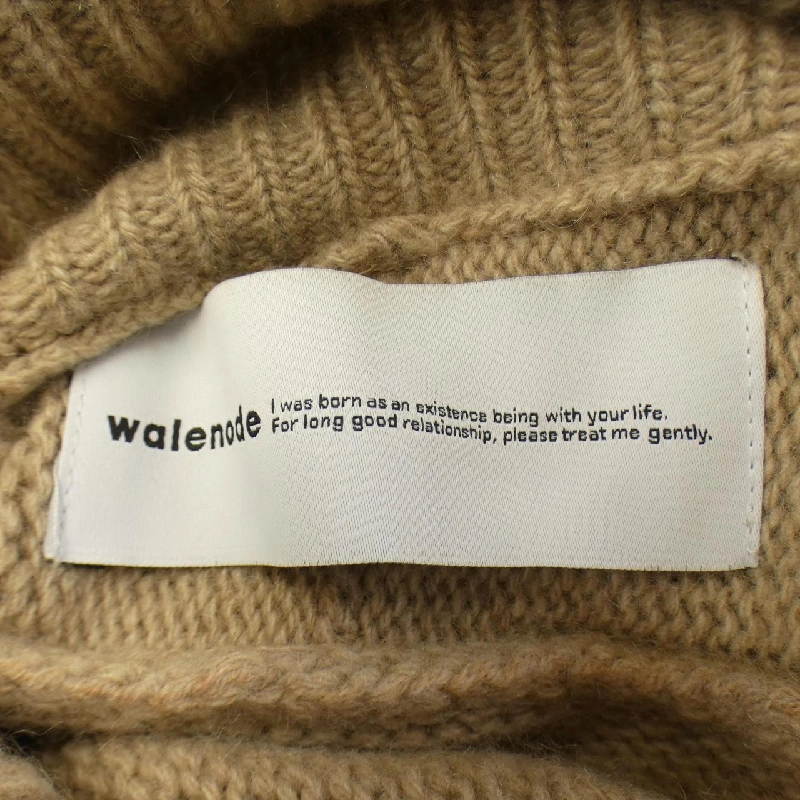 walenode
I was born as an existence being with your life.
For long good relationship, please treat me gently.